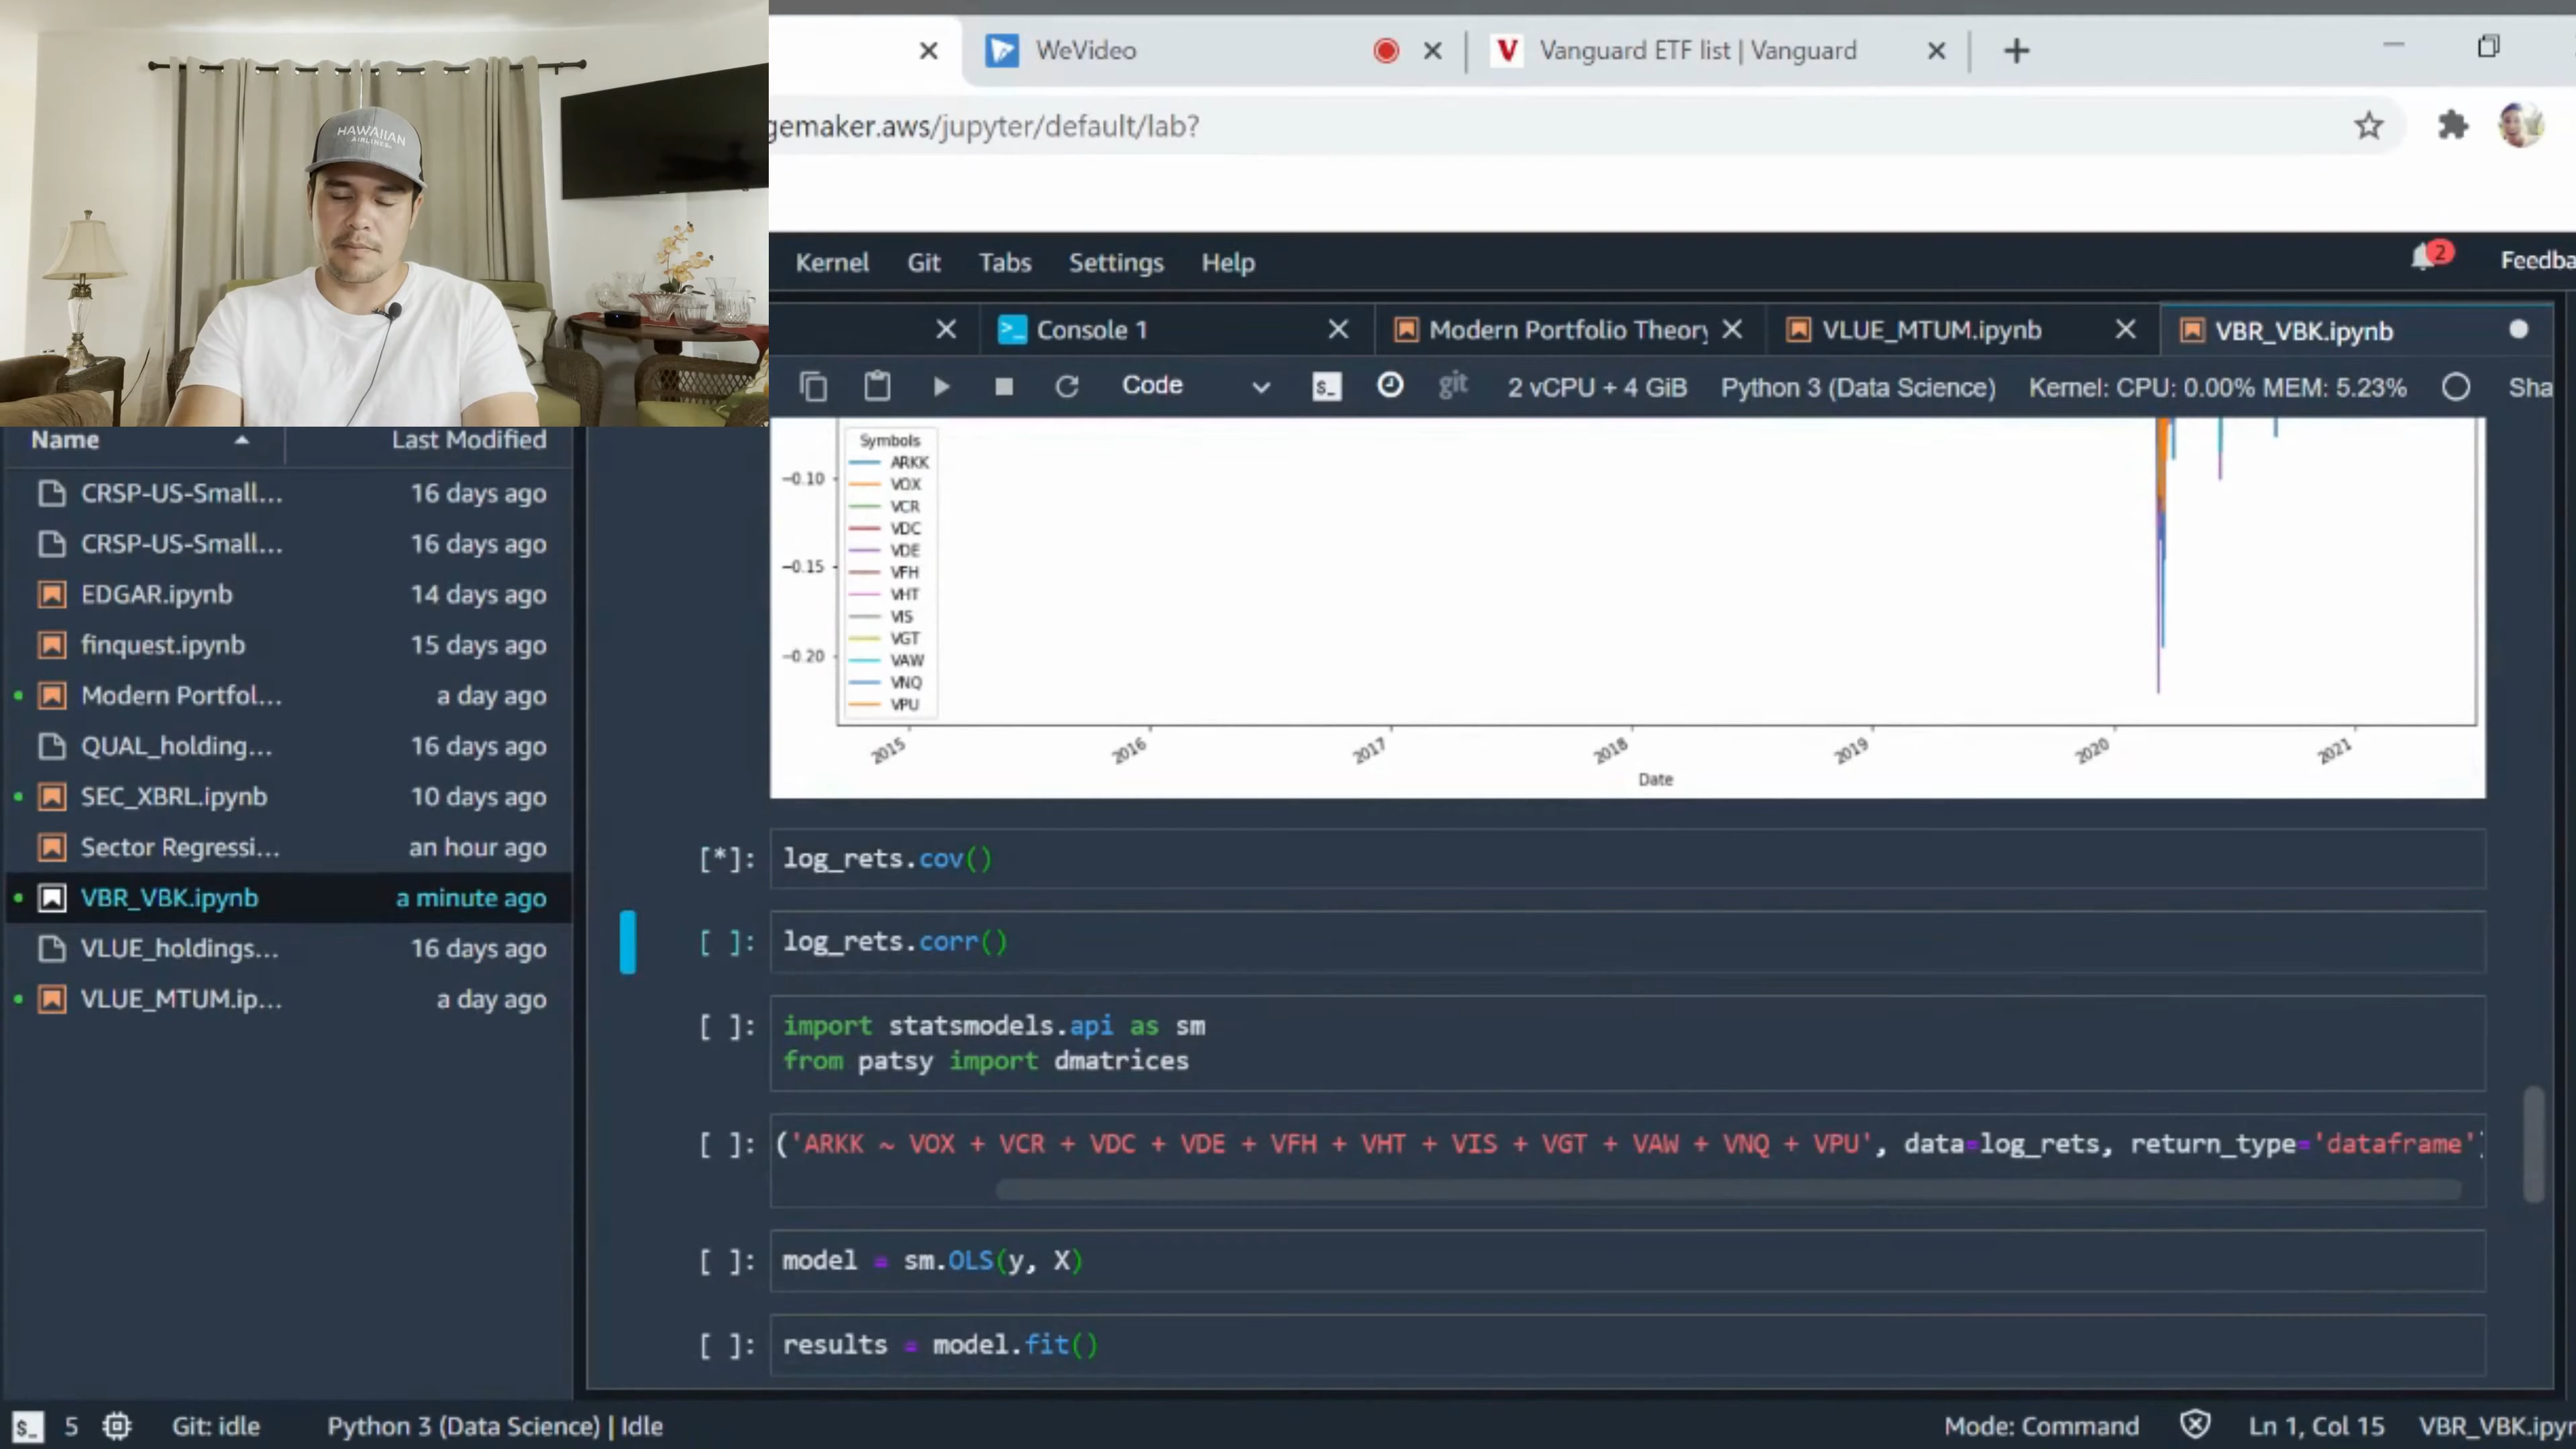 HAWAIIAN
AIRLINES
WeVideo
V Vanguard ETF list | Vanguard
gemaker.aws/jupyter/default/lab?
Kernel Git Tabs Settings Help
2 Feedba
Console 1 Modern Portfolio Theory VLUE_MTUM.ipynb VBR_VBK.ipynb
Code $_ git 2 vCPU + 4 GiB Python 3 (Data Science) Kernel: CPU: 0.00% MEM: 5.23% Sha
Name Last Modified
CRSP-US-Small... 16 days ago
CRSP-US-Small... 16 days ago
EDGAR.ipynb 14 days ago
finquest.ipynb 15 days ago
Modern Portfol... a day ago
QUAL_holding... 16 days ago
SEC_XBRL.ipynb 10 days ago
Sector Regressi... an hour ago
VBR_VBK.ipynb a minute ago
VLUE_holdings... 16 days ago
VLUE_MTUM.ip... a day ago
Symbols
ARKK
VOX
VCR
VDC
VDE
VFH
VHT
VIS
VGT
VAW
VNQ
VPU
-0.10
-0.15
-0.20
2015 2016 2017 2018 2019 2020 2021
Date
[*]: log_rets.cov()
[ ]: log_rets.corr()
[ ]: import statsmodels.api as sm
from patsy import dmatrices
[ ]: ('ARKK ~ VOX + VCR + VDC + VDE + VFH + VHT + VIS + VGT + VAW + VNQ + VPU', data=log_rets, return_type='dataframe')
[ ]: model = sm.OLS(y, X)
[ ]: results = model.fit()
$_ 5 Git: idle Python 3 (Data Science) | Idle Mode: Command Ln 1, Col 15 VBR_VBK.ipyn